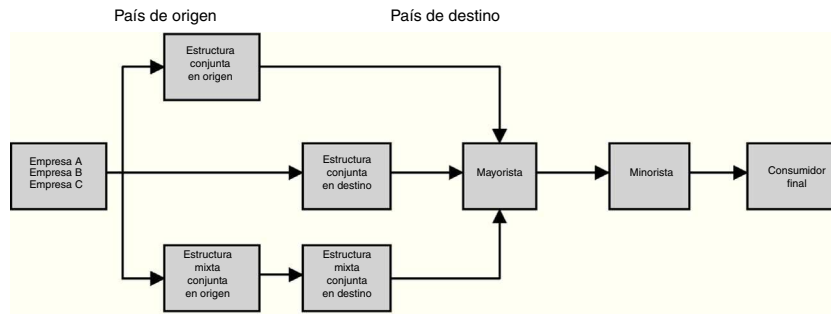 País de origen
País de destino
Estructura
conjunta
en origen
Empresa A
Empresa B
Empresa C
Estructura
conjunta
en destino
Mayorista
Minorista
Consumidor
final
Estructura
mixta
conjunta
en origen
Estructura
mixta
conjunta
en destino